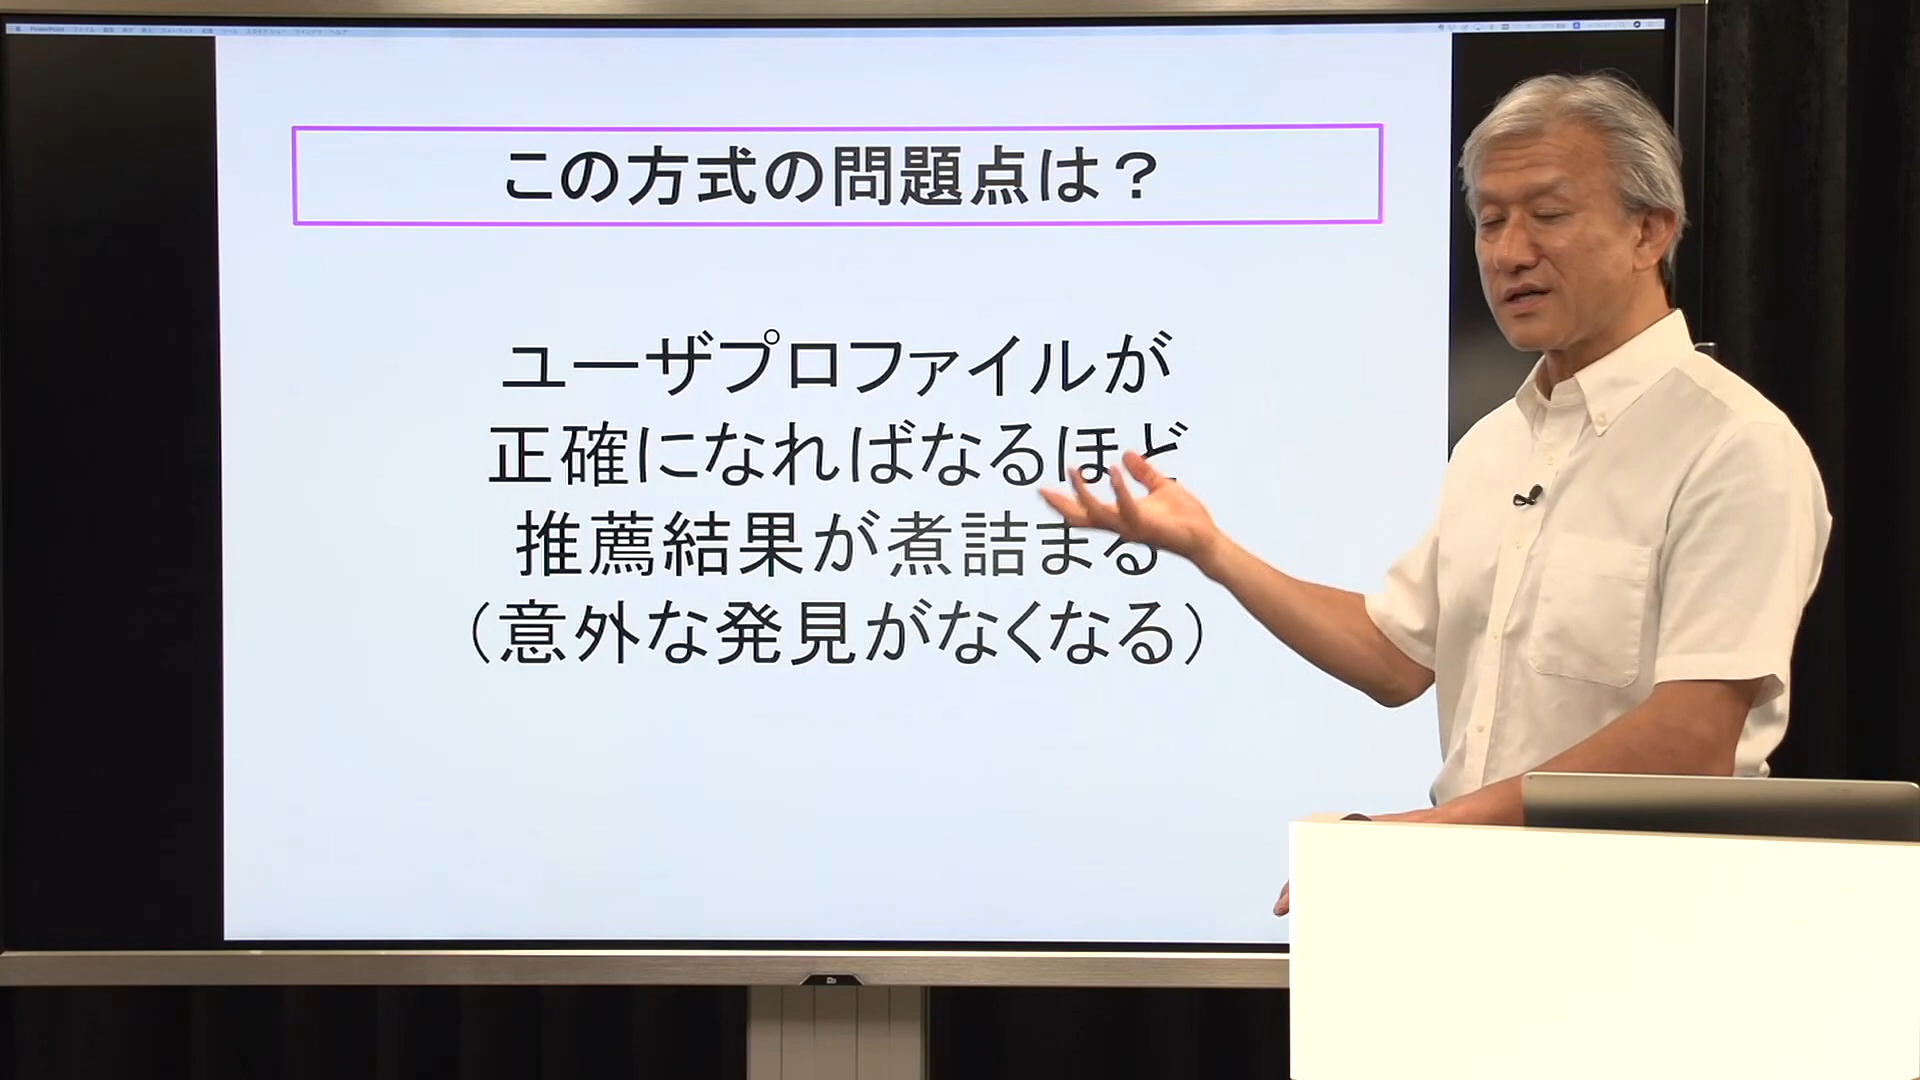 PowerPoint
この方式の問題点は？
ユーザプロファイルが
正確になればなるほど
推薦結果が煮詰まる
（意外な発見がなくなる）